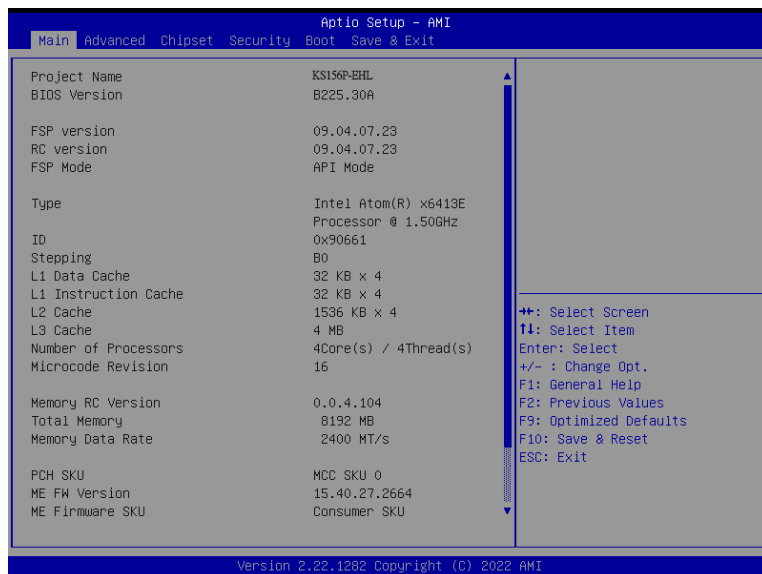 Aptio Setup – AMI
Main Advanced Chipset Security Boot Save & Exit
Project Name KS156P-EHL
BIOS Version B225.30A
FSP version 09.04.07.23
RC version 09.04.07.23
FSP Mode API Mode
Type Intel Atom(R) x6413E
Processor @ 1.50GHz
ID 0x90661
Stepping B0
L1 Data Cache 32 KB x 4
L1 Instruction Cache 32 KB x 4
L2 Cache 1536 KB x 4
L3 Cache 4 MB
Number of Processors 4Core(s) / 4Thread(s)
Microcode Revision 16
Memory RC Version 0.0.4.104
Total Memory 8192 MB
Memory Data Rate 2400 MT/s
PCH SKU MCC SKU 0
ME FW Version 15.40.27.2664
ME Firmware SKU Consumer SKU
→←: Select Screen
↑↓: Select Item
Enter: Select
+/- : Change Opt.
F1: General Help
F2: Previous Values
F9: Optimized Defaults
F10: Save & Reset
ESC: Exit
Version 2.22.1282 Copyright (C) 2022 AMI